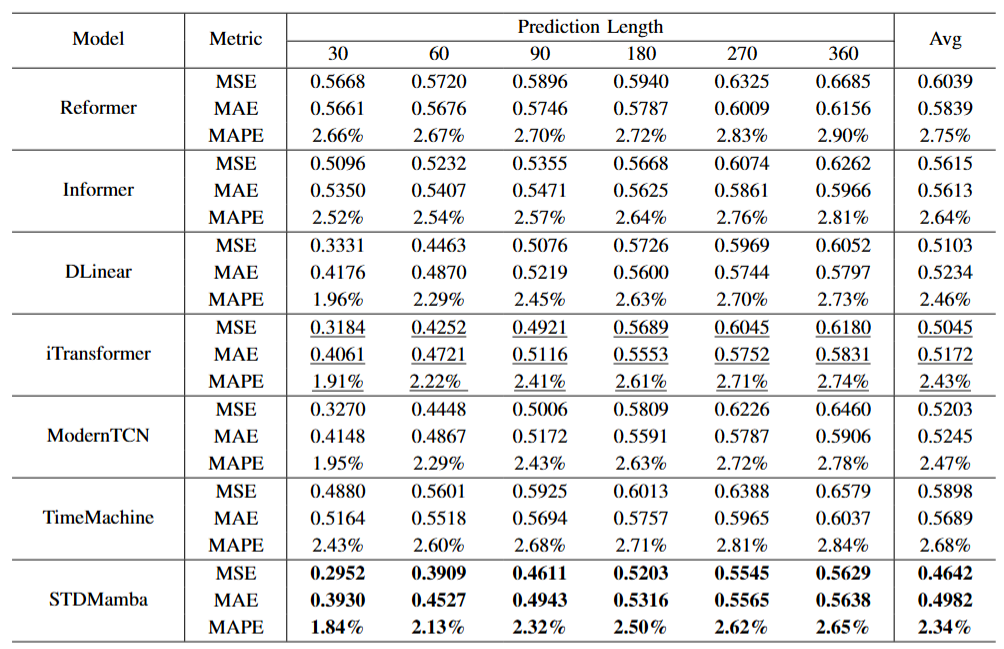 Model Metric Prediction Length Avg
30 60 90 180 270 360
Reformer MSE 0.5668 0.5720 0.5896 0.5940 0.6325 0.6685 0.6039
MAE 0.5661 0.5676 0.5746 0.5787 0.6009 0.6156 0.5839
MAPE 2.66% 2.67% 2.70% 2.72% 2.83% 2.90% 2.75%
Informer MSE 0.5096 0.5232 0.5355 0.5668 0.6074 0.6262 0.5615
MAE 0.5350 0.5407 0.5471 0.5625 0.5861 0.5966 0.5613
MAPE 2.52% 2.54% 2.57% 2.64% 2.76% 2.81% 2.64%
DLinear MSE 0.3331 0.4463 0.5076 0.5726 0.5969 0.6052 0.5103
MAE 0.4176 0.4870 0.5219 0.5600 0.5744 0.5797 0.5234
MAPE 1.96% 2.29% 2.45% 2.63% 2.70% 2.73% 2.46%
iTransformer MSE 0.3184 0.4252 0.4921 0.5689 0.6045 0.6180 0.5045
MAE 0.4061 0.4721 0.5116 0.5553 0.5752 0.5831 0.5172
MAPE 1.91% 2.22% 2.41% 2.61% 2.71% 2.74% 2.43%
ModernTCN MSE 0.3270 0.4448 0.5006 0.5809 0.6226 0.6460 0.5203
MAE 0.4148 0.4867 0.5172 0.5591 0.5787 0.5906 0.5245
MAPE 1.95% 2.29% 2.43% 2.63% 2.72% 2.78% 2.47%
TimeMachine MSE 0.4880 0.5601 0.5925 0.6013 0.6388 0.6579 0.5898
MAE 0.5164 0.5518 0.5694 0.5757 0.5965 0.6037 0.5689
MAPE 2.43% 2.60% 2.68% 2.71% 2.81% 2.84% 2.68%
STDMamba MSE 0.2952 0.3909 0.4611 0.5203 0.5545 0.5629 0.4642
MAE 0.3930 0.4527 0.4943 0.5316 0.5565 0.5638 0.4982
MAPE 1.84% 2.13% 2.32% 2.50% 2.62% 2.65% 2.34%